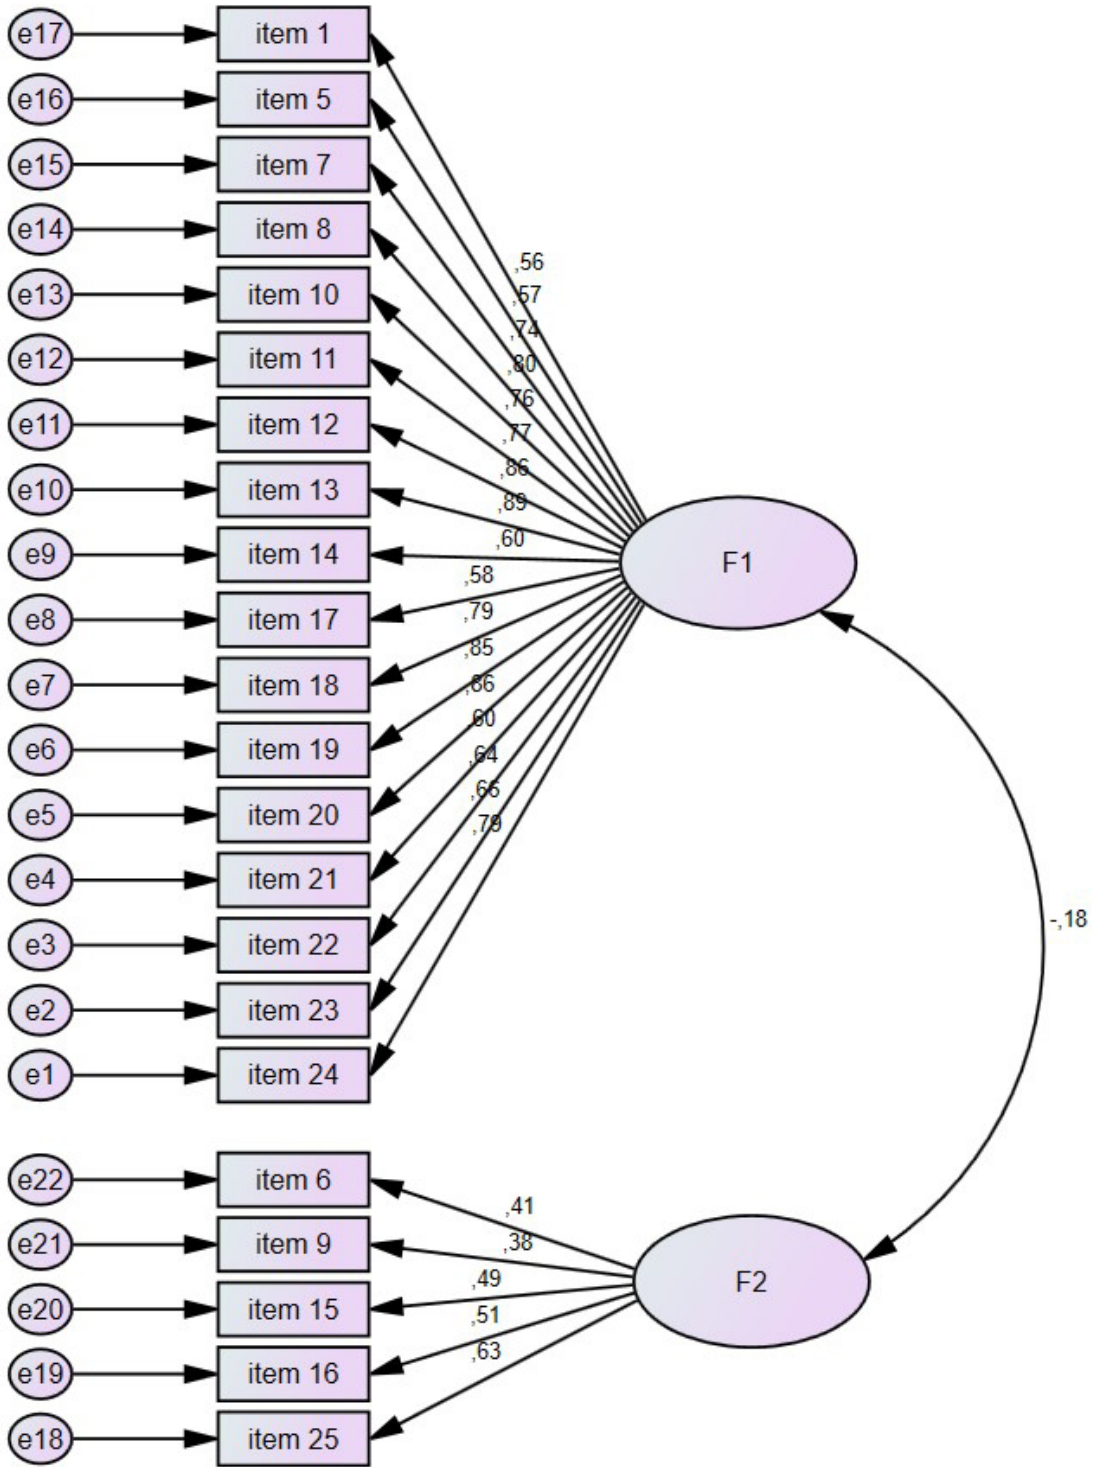 e17 item 1
e16 item 5
e15 item 7
e14 item 8
,56
e13 item 10
,57
,74
e12 item 11
,80
,76
e11 item 12
,77
,86
e10 item 13
,89
,60
e9 item 14
F1
,58
e8 item 17
,79
,85
e7 item 18
,86
,60
e6 item 19
,64
,66
e5 item 20
,79
e4 item 21
-,18
e3 item 22
e2 item 23
e1 item 24
e22 item 6
,41
e21 item 9
,38
,49
F2
e20 item 15
,51
,63
e19 item 16
e18 item 25